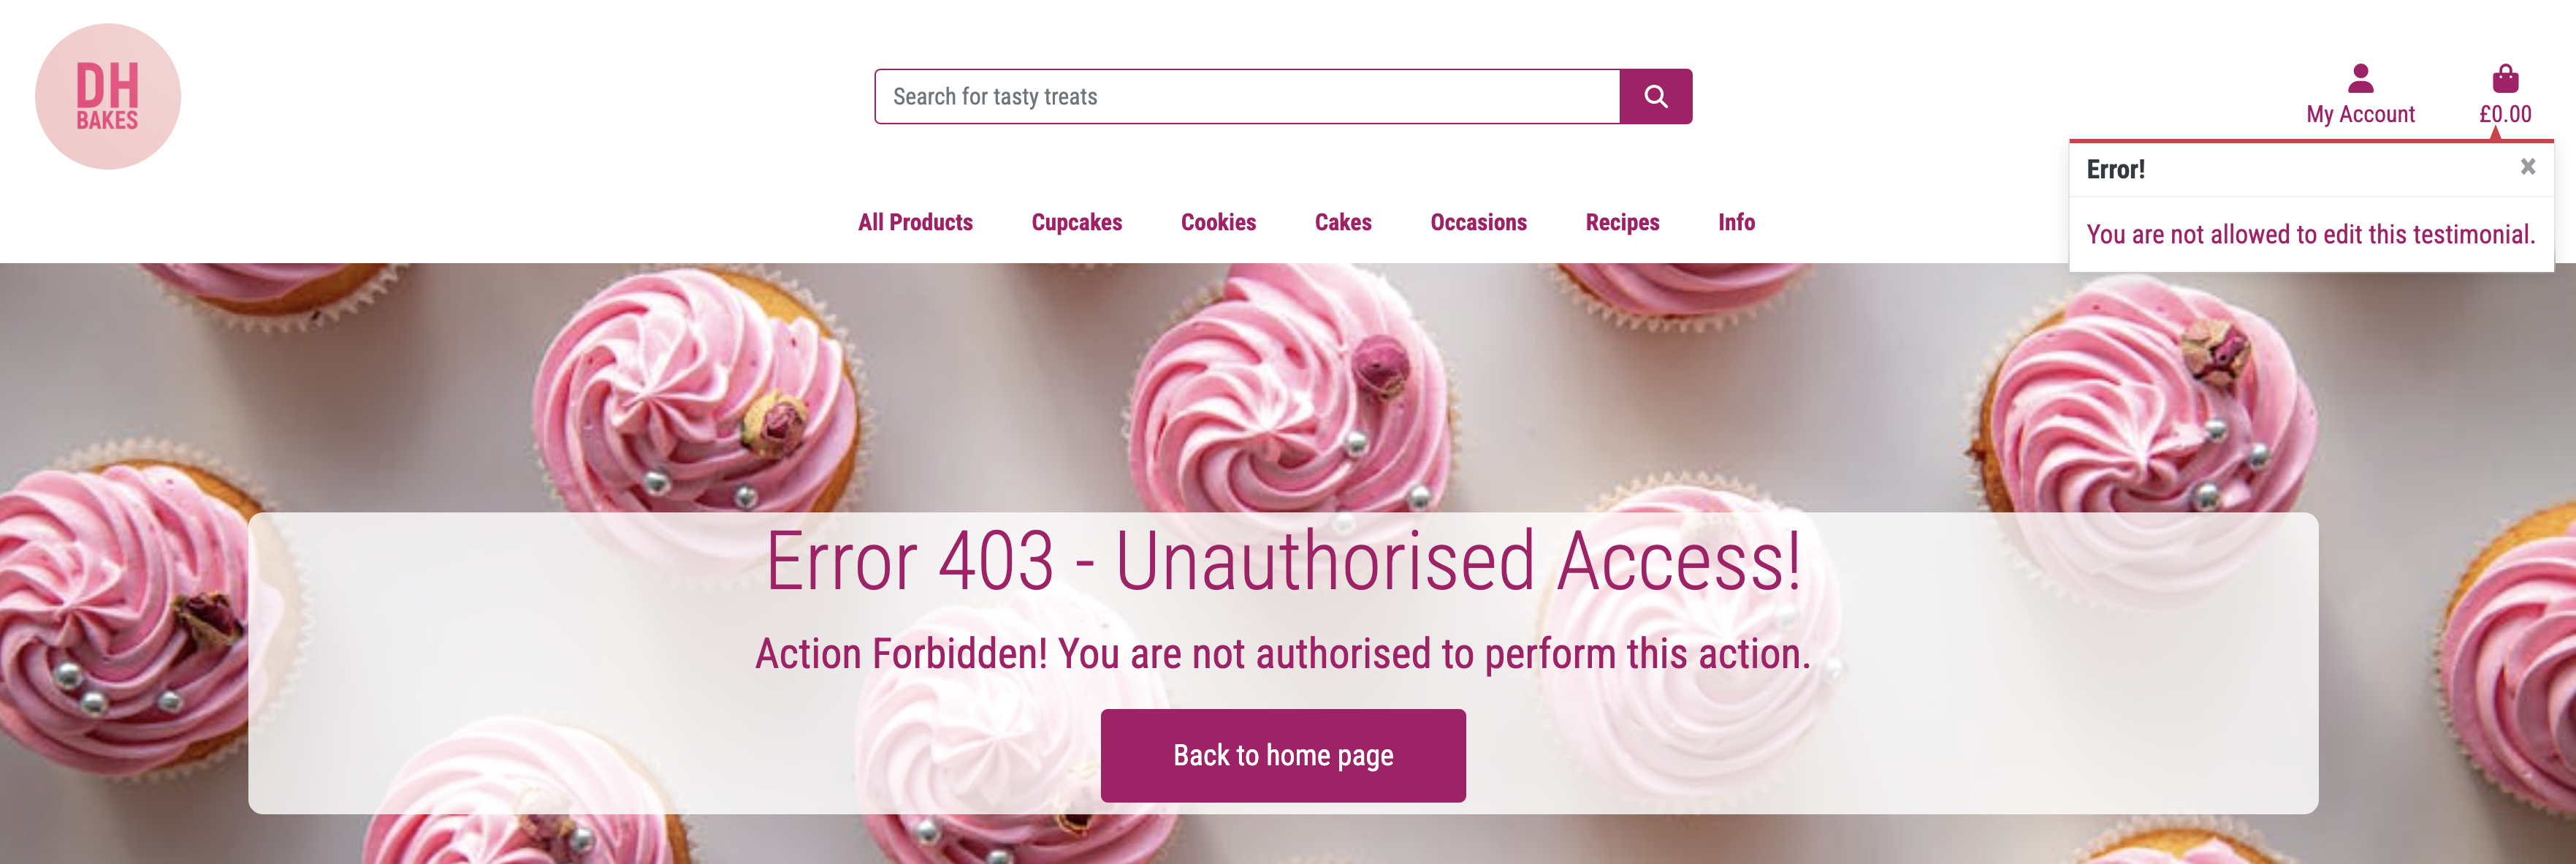 DH
BAKES
Search for tasty treats
My Account
£0.00
Error!
×
You are not allowed to edit this testimonial.
All Products
Cupcakes
Cookies
Cakes
Occasions
Recipes
Info
Error 403 - Unauthorised Access!
Action Forbidden! You are not authorised to perform this action.
Back to home page